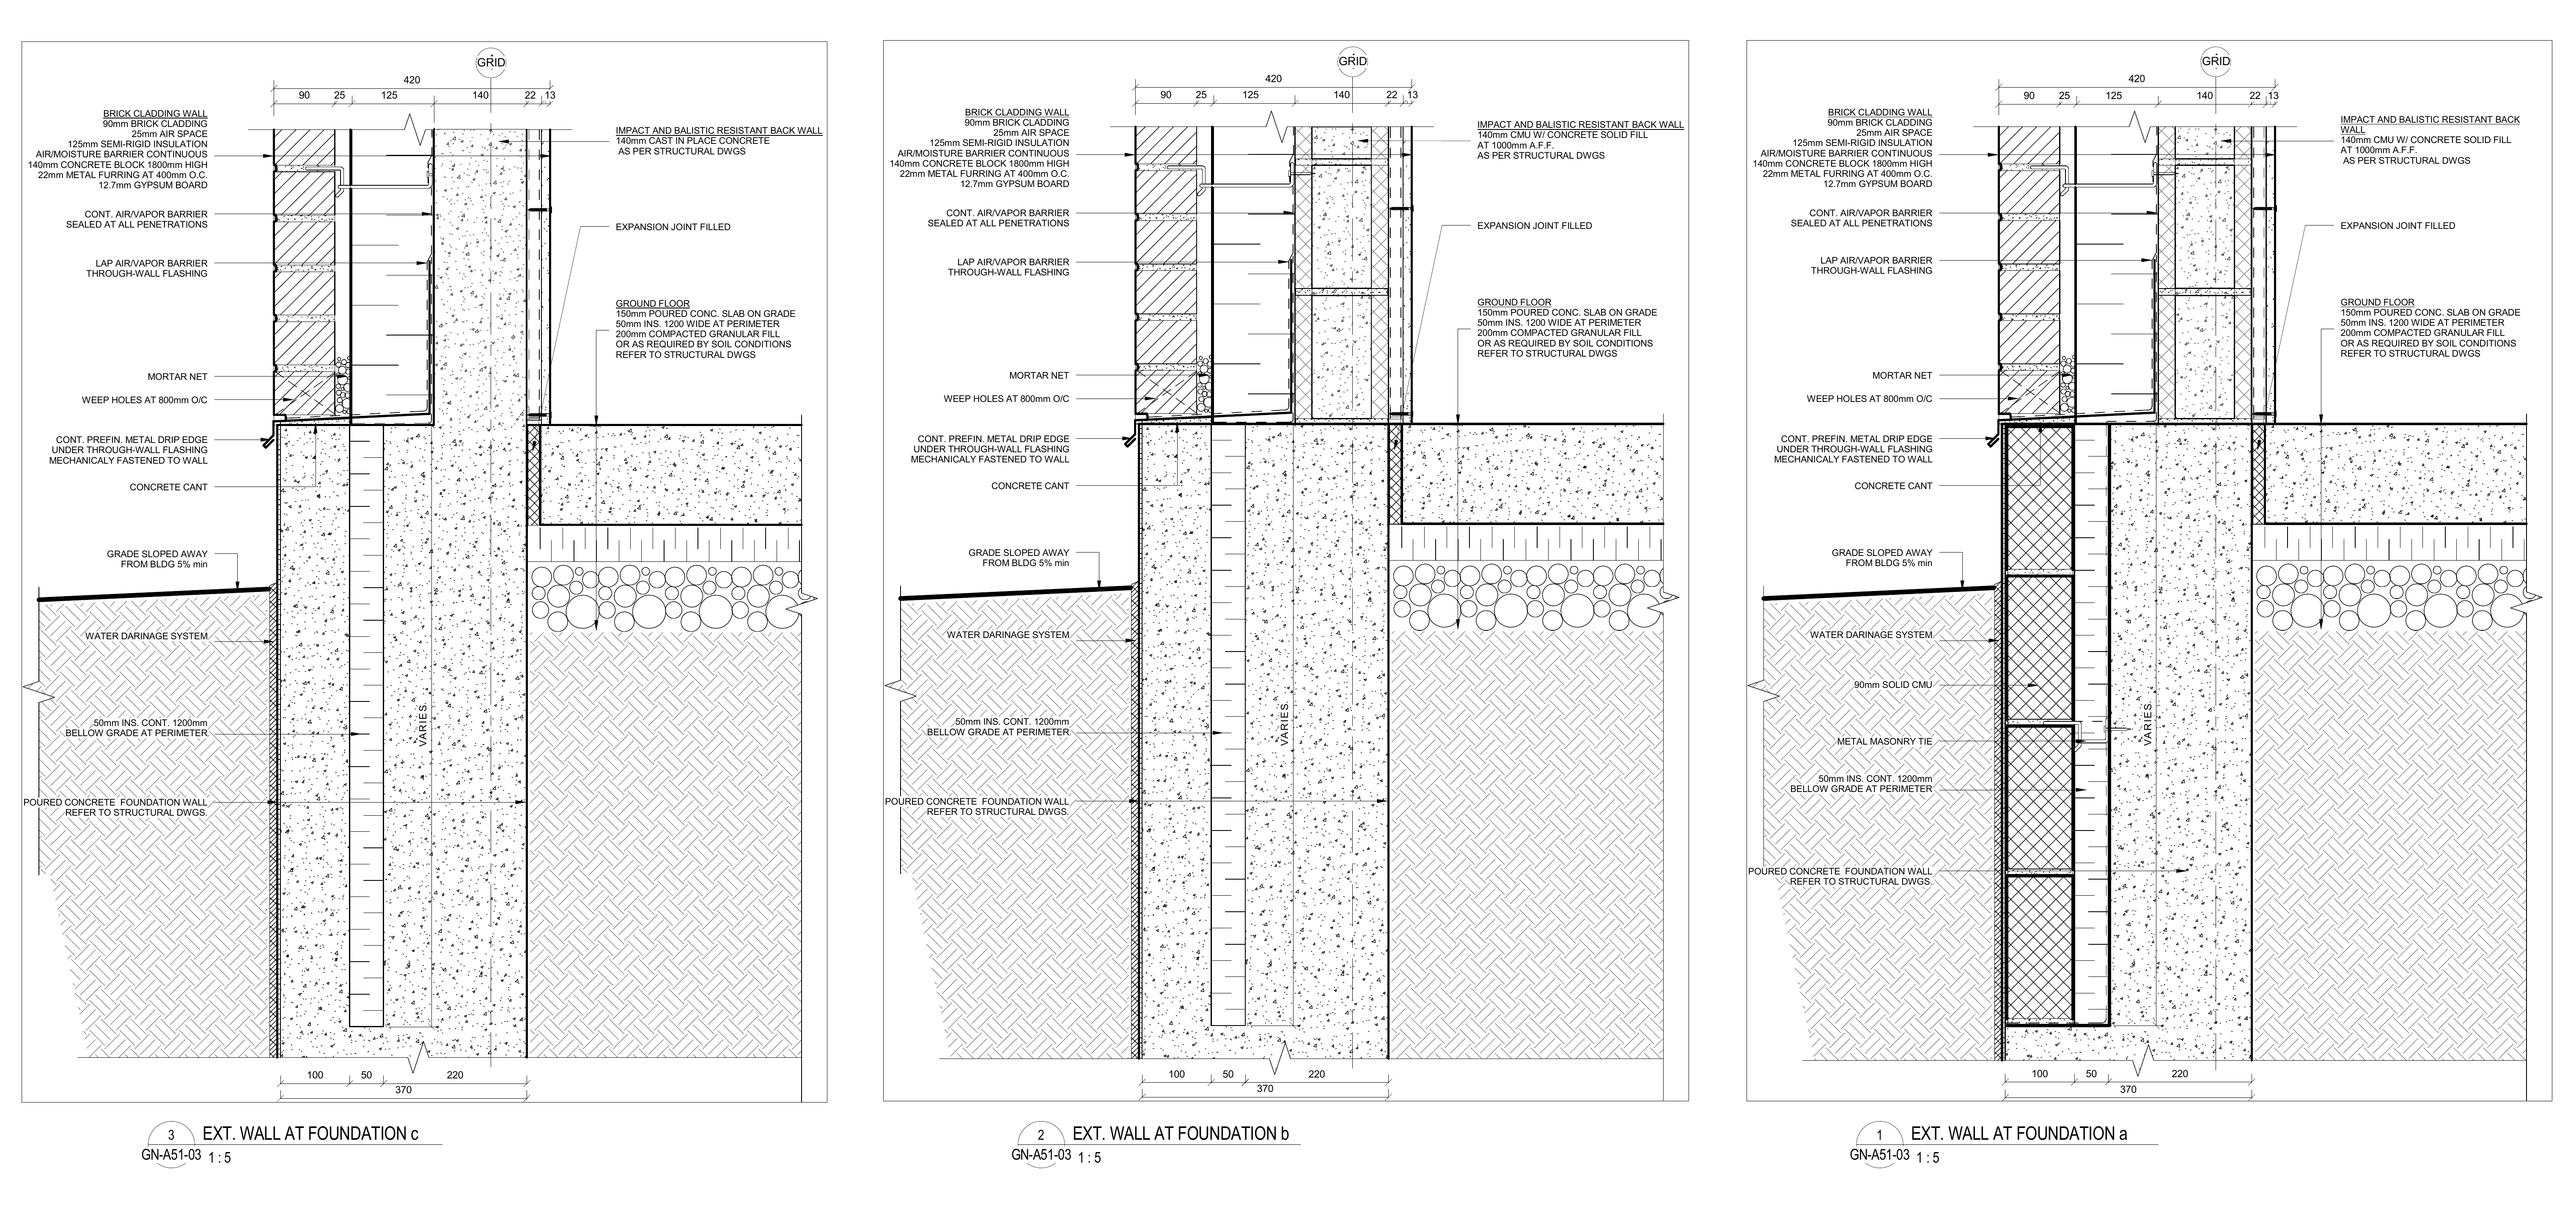 GRID
420
90 25 125 140 22 13
BRICK CLADDING WALL
90mm BRICK CLADDING
25mm AIR SPACE
125mm SEMI-RIGID INSULATION
AIR/MOISTURE BARRIER CONTINUOUS
140mm CONCRETE BLOCK 1800mm HIGH
22mm METAL FURRING AT 400mm O.C.
12.7mm GYPSUM BOARD
CONT. AIR/VAPOR BARRIER
SEALED AT ALL PENETRATIONS
LAP AIR/VAPOR BARRIER
THROUGH-WALL FLASHING
MORTAR NET
WEEP HOLES AT 800mm O/C
CONT. PREFIN. METAL DRIP EDGE
UNDER THROUGH-WALL FLASHING
MECHANICALY FASTENED TO WALL
CONCRETE CANT
GRADE SLOPED AWAY
FROM BLDG 5% min
WATER DARINAGE SYSTEM
50mm INS. CONT. 1200mm
BELLOW GRADE AT PERIMETER
POURED CONCRETE FOUNDATION WALL
REFER TO STRUCTURAL DWGS.
IMPACT AND BALISTIC RESISTANT BACK WALL
140mm CAST IN PLACE CONCRETE
AS PER STRUCTURAL DWGS
EXPANSION JOINT FILLED
GROUND FLOOR
150mm POURED CONC. SLAB ON GRADE
50mm INS. 1200 WIDE AT PERIMETER
200mm COMPACTED GRANULAR FILL
OR AS REQUIRED BY SOIL CONDITIONS
REFER TO STRUCTURAL DWGS
VARIES.
100 50 220
370
3 EXT. WALL AT FOUNDATION c
GN-A51-03 1 : 5
GRID
420
90 25 125 140 22 13
BRICK CLADDING WALL
90mm BRICK CLADDING
25mm AIR SPACE
125mm SEMI-RIGID INSULATION
AIR/MOISTURE BARRIER CONTINUOUS
140mm CONCRETE BLOCK 1800mm HIGH
22mm METAL FURRING AT 400mm O.C.
12.7mm GYPSUM BOARD
CONT. AIR/VAPOR BARRIER
SEALED AT ALL PENETRATIONS
LAP AIR/VAPOR BARRIER
THROUGH-WALL FLASHING
MORTAR NET
WEEP HOLES AT 800mm O/C
CONT. PREFIN. METAL DRIP EDGE
UNDER THROUGH-WALL FLASHING
MECHANICALY FASTENED TO WALL
CONCRETE CANT
GRADE SLOPED AWAY
FROM BLDG 5% min
WATER DARINAGE SYSTEM
50mm INS. CONT. 1200mm
BELLOW GRADE AT PERIMETER
POURED CONCRETE FOUNDATION WALL
REFER TO STRUCTURAL DWGS.
IMPACT AND BALISTIC RESISTANT BACK WALL
140mm CMU W/ CONCRETE SOLID FILL
AT 1000mm A.F.F.
AS PER STRUCTURAL DWGS
EXPANSION JOINT FILLED
GROUND FLOOR
150mm POURED CONC. SLAB ON GRADE
50mm INS. 1200 WIDE AT PERIMETER
200mm COMPACTED GRANULAR FILL
OR AS REQUIRED BY SOIL CONDITIONS
REFER TO STRUCTURAL DWGS
VARIES.
100 50 220
370
2 EXT. WALL AT FOUNDATION b
GN-A51-03 1 : 5
GRID
420
90 25 125 140 22 13
BRICK CLADDING WALL
90mm BRICK CLADDING
25mm AIR SPACE
125mm SEMI-RIGID INSULATION
AIR/MOISTURE BARRIER CONTINUOUS
140mm CONCRETE BLOCK 1800mm HIGH
22mm METAL FURRING AT 400mm O.C.
12.7mm GYPSUM BOARD
CONT. AIR/VAPOR BARRIER
SEALED AT ALL PENETRATIONS
LAP AIR/VAPOR BARRIER
THROUGH-WALL FLASHING
MORTAR NET
WEEP HOLES AT 800mm O/C
CONT. PREFIN. METAL DRIP EDGE
UNDER THROUGH-WALL FLASHING
MECHANICALY FASTENED TO WALL
CONCRETE CANT
GRADE SLOPED AWAY
FROM BLDG 5% min
WATER DARINAGE SYSTEM
90mm SOLID CMU
METAL MASONRY TIE
50mm INS. CONT. 1200mm
BELLOW GRADE AT PERIMETER
POURED CONCRETE FOUNDATION WALL
REFER TO STRUCTURAL DWGS.
IMPACT AND BALISTIC RESISTANT BACK
WALL
140mm CMU W/ CONCRETE SOLID FILL
AT 1000mm A.F.F.
AS PER STRUCTURAL DWGS
EXPANSION JOINT FILLED
GROUND FLOOR
150mm POURED CONC. SLAB ON GRADE
50mm INS. 1200 WIDE AT PERIMETER
200mm COMPACTED GRANULAR FILL
OR AS REQUIRED BY SOIL CONDITIONS
REFER TO STRUCTURAL DWGS
VARIES.
100 50 220
370
1 EXT. WALL AT FOUNDATION a
GN-A51-03 1 : 5